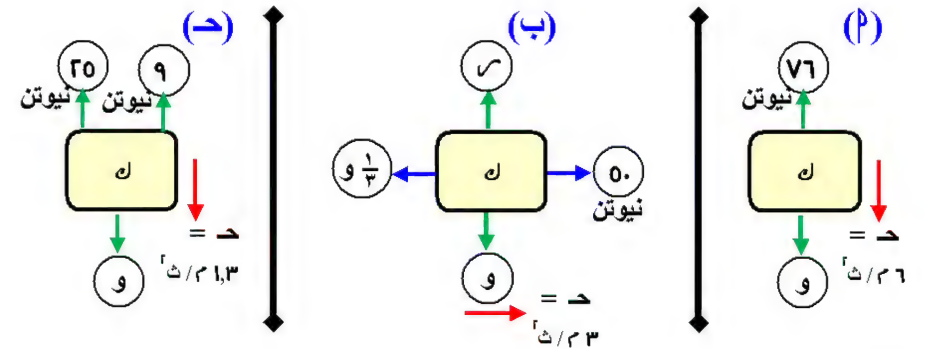 (أ)
٧٦
نيوتن
ك
حـ =
٦ م/ث٢
و
(ب)
ر
٥٠
نيوتن
ك
١/٣ و
و
حـ =
٣ م/ث٢
(حـ)
٩
نيوتن
٢٥
نيوتن
ك
حـ =
١,٣ م/ث٢
و